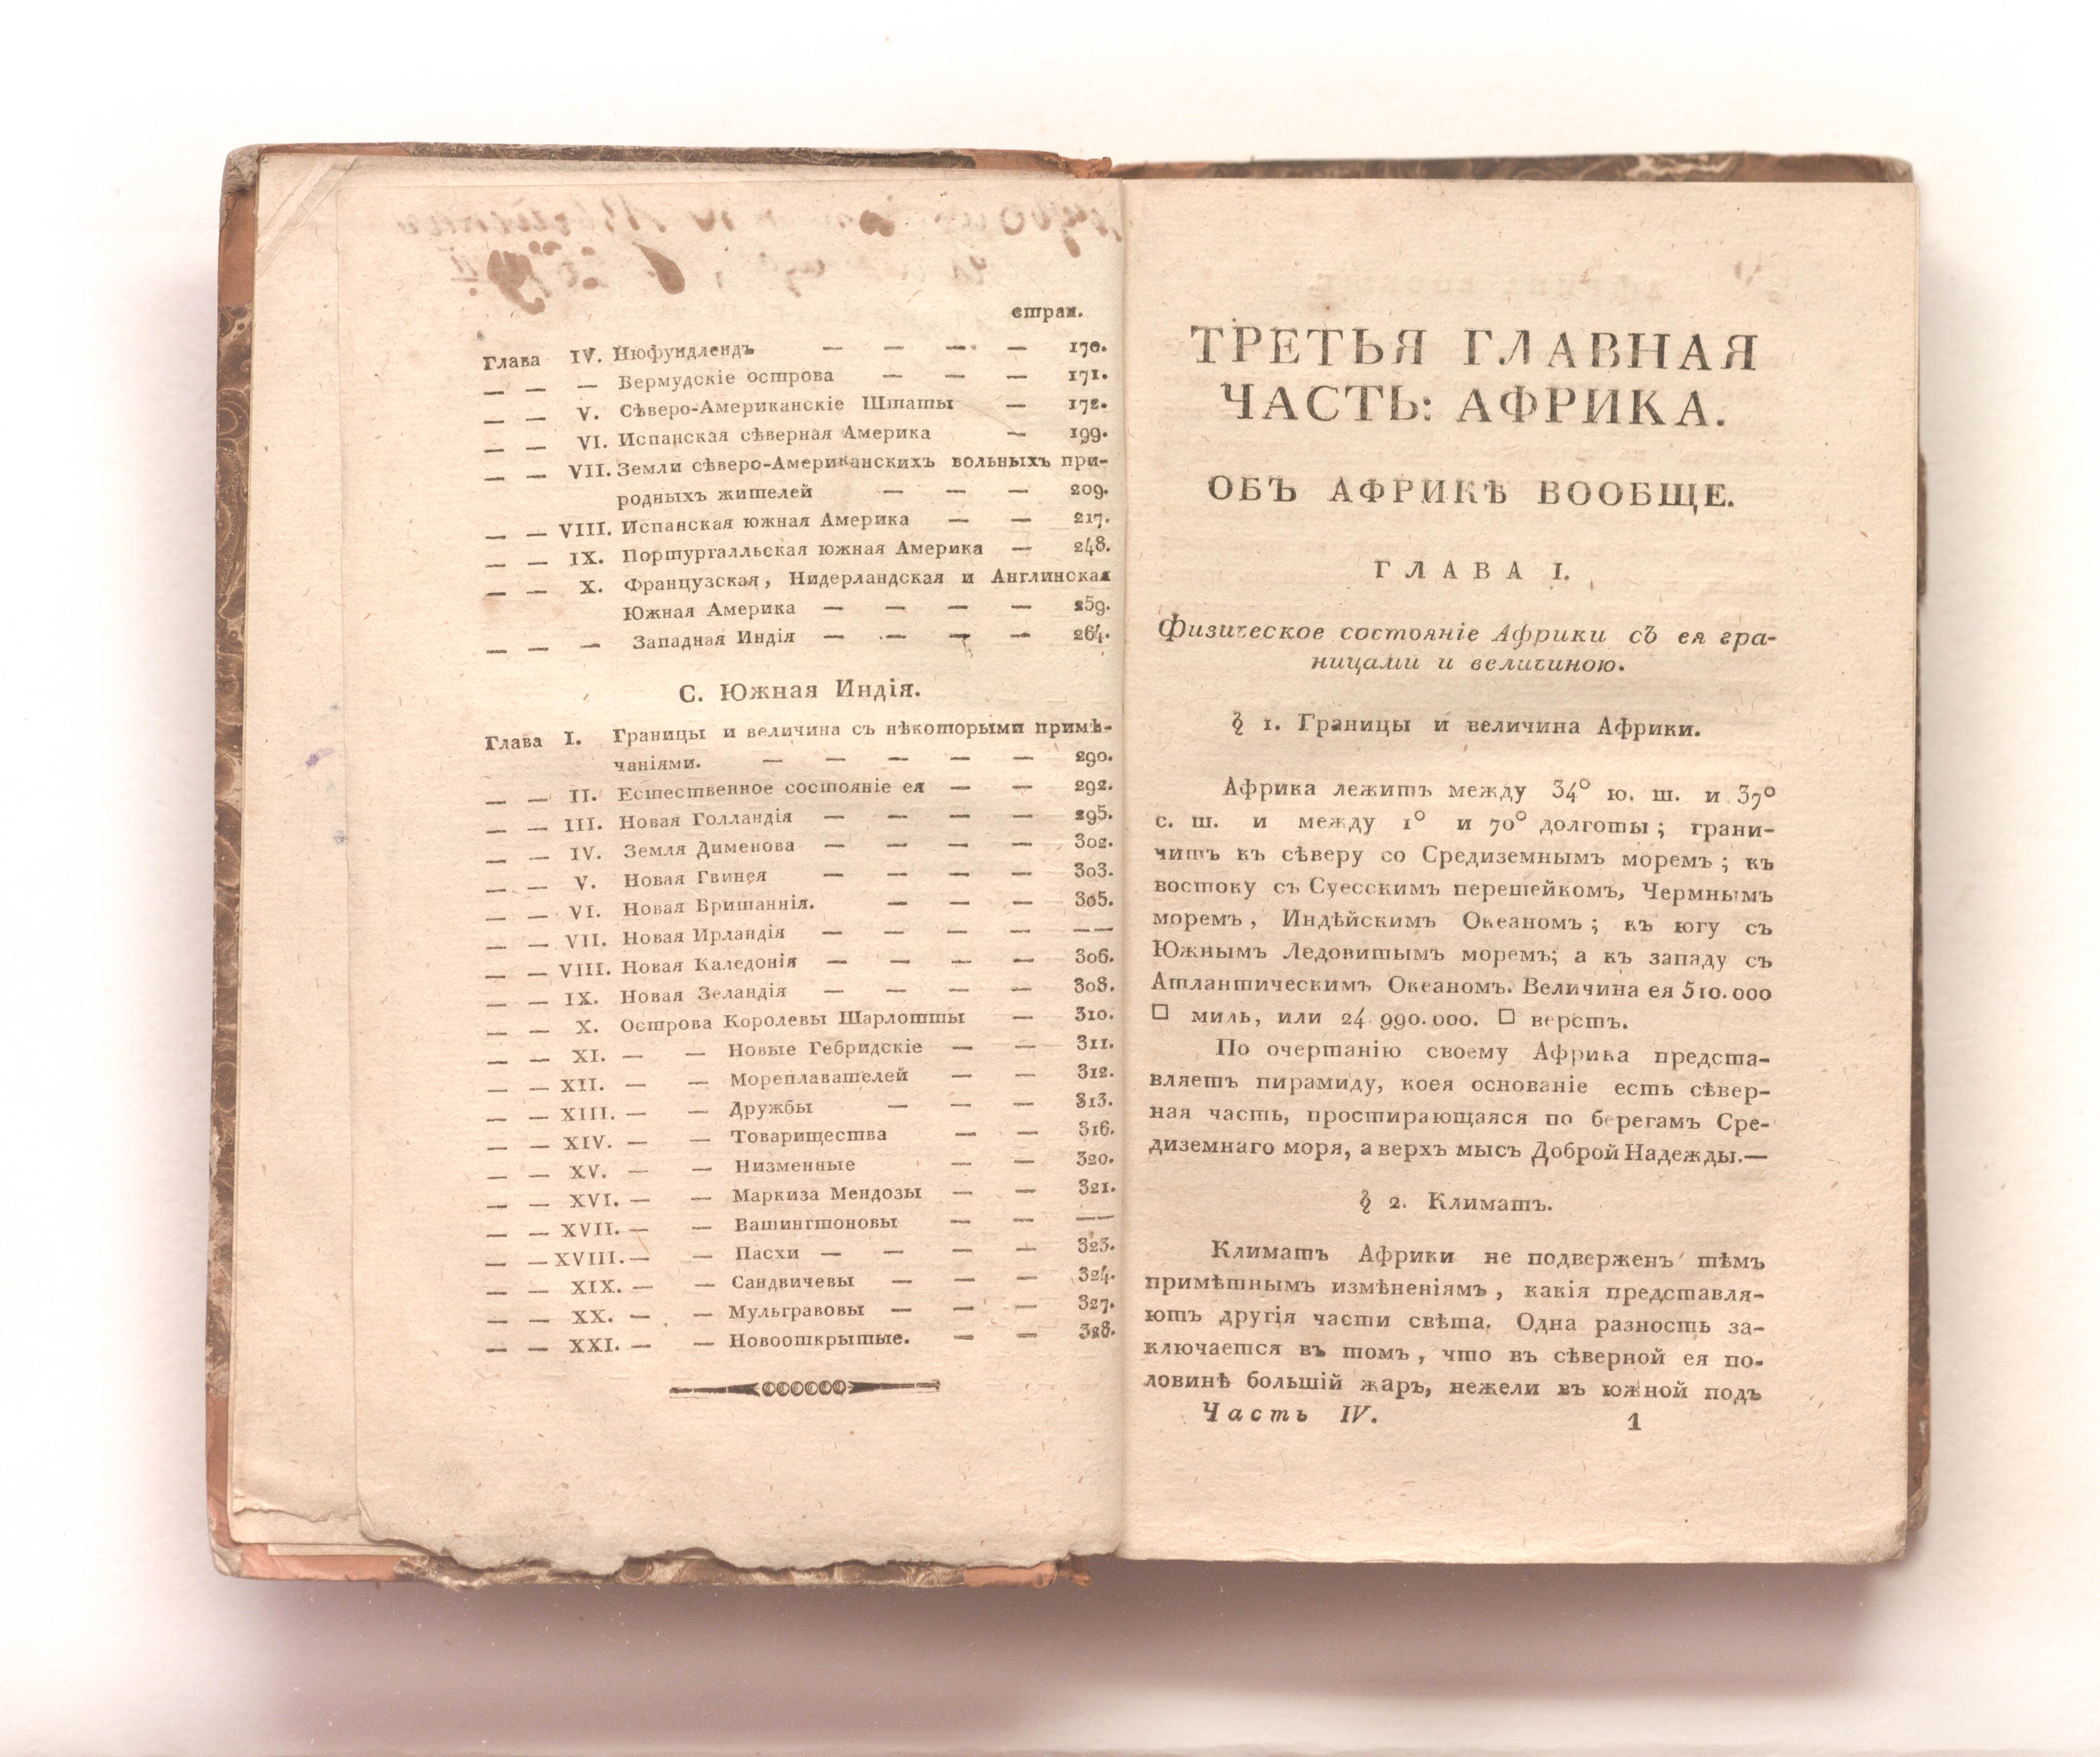 стран.
Глава IV. Нюфундлендъ — — — — 170.
— — — Бермудскіе острова — — — 171.
— — V. Сѣверо-Американскіе Штаты — 172.
— — VI. Испанская сѣверная Америка — 199.
— — VII. Земли сѣверо-Американскихъ вольныхъ при-
родныхъ жителей — — — 209.
— — VIII. Испанская южная Америка — — 217.
— — IX. Портургалльская южная Америка — 248.
— — X. Французская, Нидерландская и Англинская
Южная Америка — — — — 259.
— — — Западная Индія — — — — 264.
С. Южная Индія.
Глава I. Границы и величина съ нѣкоторыми примѣ-
чаніями. — — — — — 290.
— — II. Естественное состояніе ея — — 292.
— — III. Новая Голландія — — — — 295.
— — IV. Земля Дименова — — — — 302.
— — V. Новая Гвинея — — — — 303.
— — VI. Новая Бришаннія. — — — 305.
— — VII. Новая Ирландія — — — — — —
— — VIII. Новая Каледонія — — — — 306.
— — IX. Новая Зеландія — — — — 308.
— — X. Острова Королевы Шарлотты — 310.
— — XI. — — Новые Гебридскіе — — 311.
— — XII. — — Мореплавателей — — 312.
— — XIII. — — Дружбы — — — 313.
— — XIV. — — Товарищества — — 316.
— — XV. — — Низменные — — 320.
— — XVI. — — Маркиза Мендозы — — 321.
— — XVII. — — Вашингтоновы — — — —
— — XVIII. — — Пасхи — — — — 323.
— — XIX. — — Сандвичевы — — — 324.
— — XX. — — Мульгравовы — — — 327.
— — XXI. — — Новооткрытые. — — 328.
ТРЕТЬЯ ГЛАВНАЯ
ЧАСТЬ: АФРИКА.
ОБЪ АФРИКѢ ВООБЩЕ.
ГЛАВА I.
Физическое состояніе Африки съ ея гра-
ницами и величиною.
§ 1. Границы и величина Африки.
Африка лежитъ между 34° ю. ш. и 37°
с. ш. и между 1° и 70° долготы; грани-
читъ къ сѣверу со Средиземнымъ моремъ; къ
востоку съ Суесскимъ перешейкомъ, Чермнымъ
моремъ, Индѣйскимъ Океаномъ; къ югу съ
Южнымъ Ледовитымъ моремъ; а къ западу съ
Атлантическимъ Океаномъ. Величина ея 510.000
□ миль, или 24 990.000. □ верстъ.
По очертанію своему Африка предста-
вляетъ пирамиду, коея основаніе есть сѣвер-
ная часть, простирающаяся по берегамъ Сре-
диземнаго моря, а верхъ мысъ Доброй Надежды.—
§ 2. Климатъ.
Климатъ Африки не подверженъ тѣмъ
примѣтнымъ измѣненіямъ, какія представля-
ютъ другія части свѣта. Одна разность за-
ключается въ томъ, что въ сѣверной ея по-
ловинѣ большій жаръ, нежели въ южной подъ
Часть IV. 1